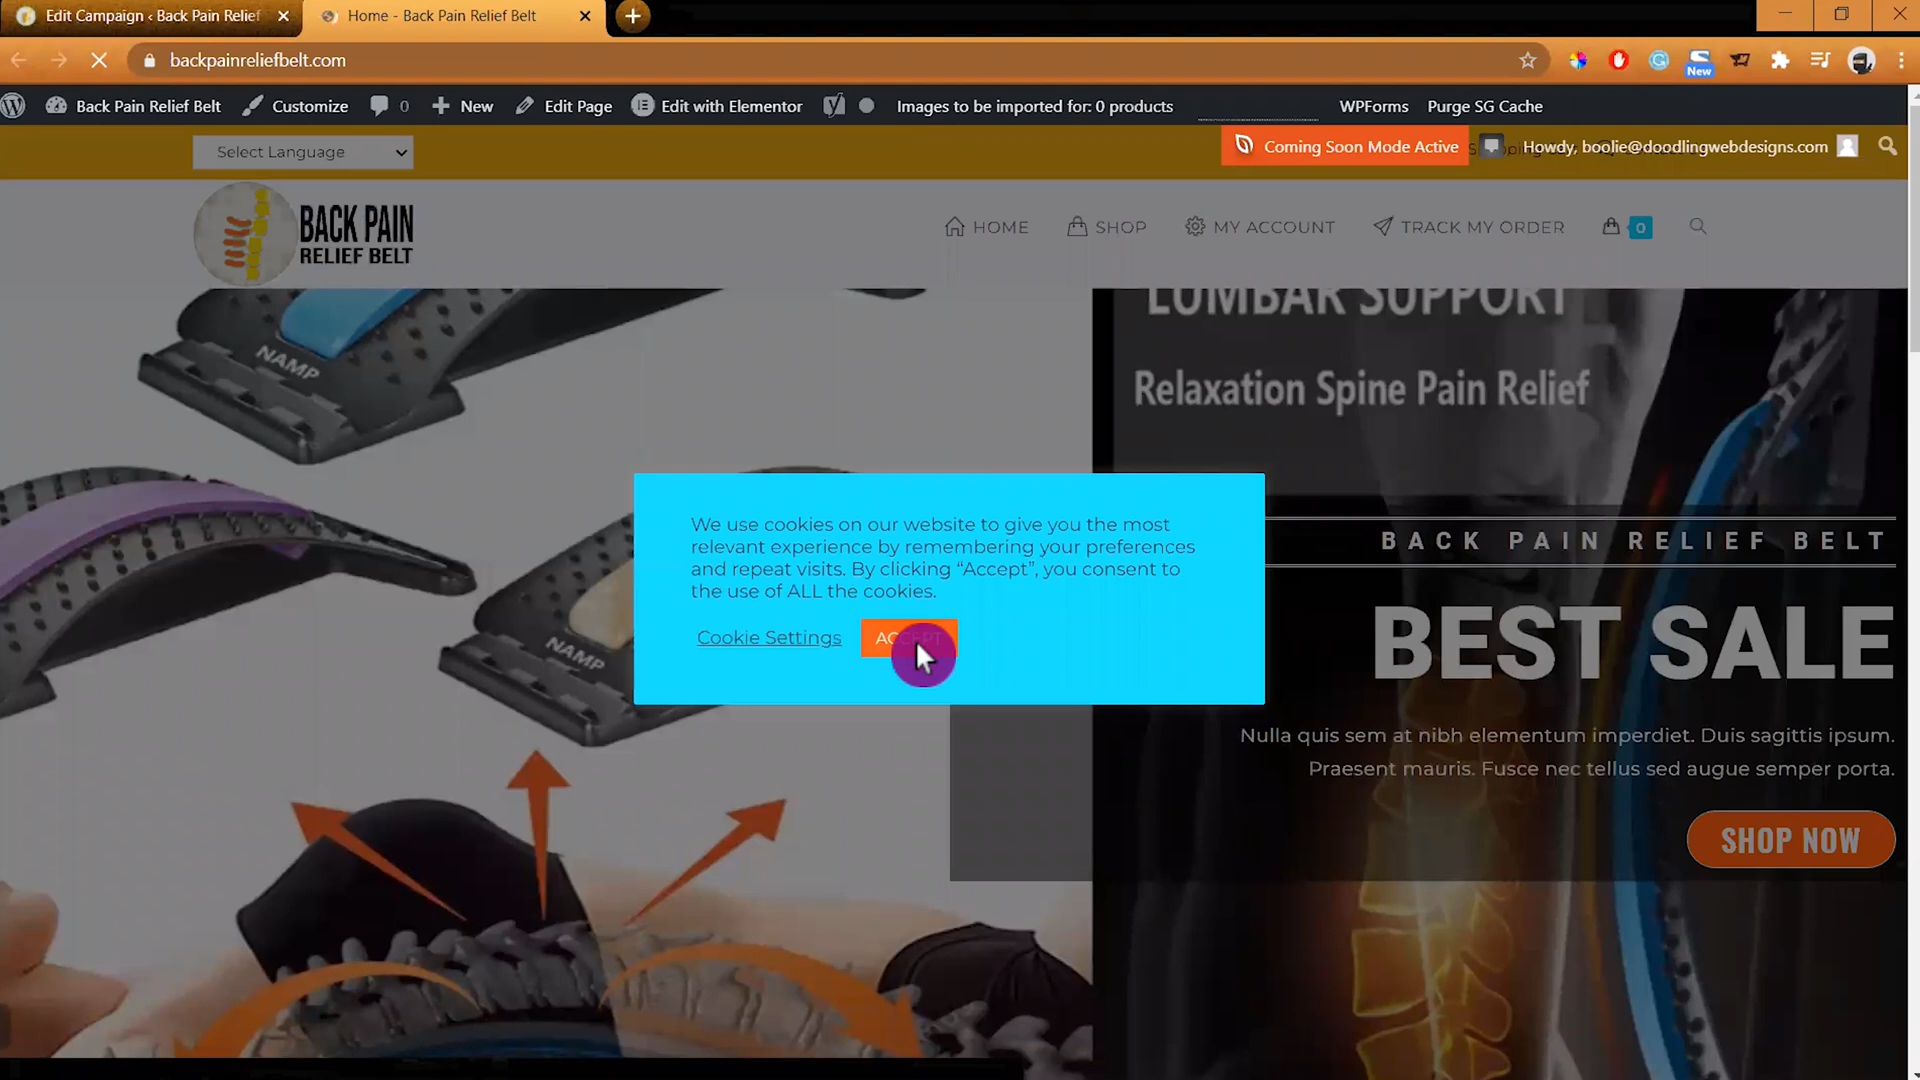 Edit Campaign ‹ Back Pain Relief
Home - Back Pain Relief Belt
backpainreliefbelt.com
New
Back Pain Relief Belt
Customize
0
New
Edit Page
Edit with Elementor
Images to be imported for: 0 products
WPForms
Purge SG Cache
Select Language
Coming Soon Mode Active
Howdy, boolie@doodlingwebdesigns.com
BACK PAIN
RELIEF BELT
HOME
SHOP
MY ACCOUNT
TRACK MY ORDER
0
LUMBAR SUPPORT
Relaxation Spine Pain Relief
NAMP
NAMP
We use cookies on our website to give you the most
relevant experience by remembering your preferences
and repeat visits. By clicking “Accept”, you consent to
the use of ALL the cookies.
Cookie Settings
ACCEPT
BACK PAIN RELIEF BELT
BEST SALE
Nulla quis sem at nibh elementum imperdiet. Duis sagittis ipsum.
Praesent mauris. Fusce nec tellus sed augue semper porta.
SHOP NOW